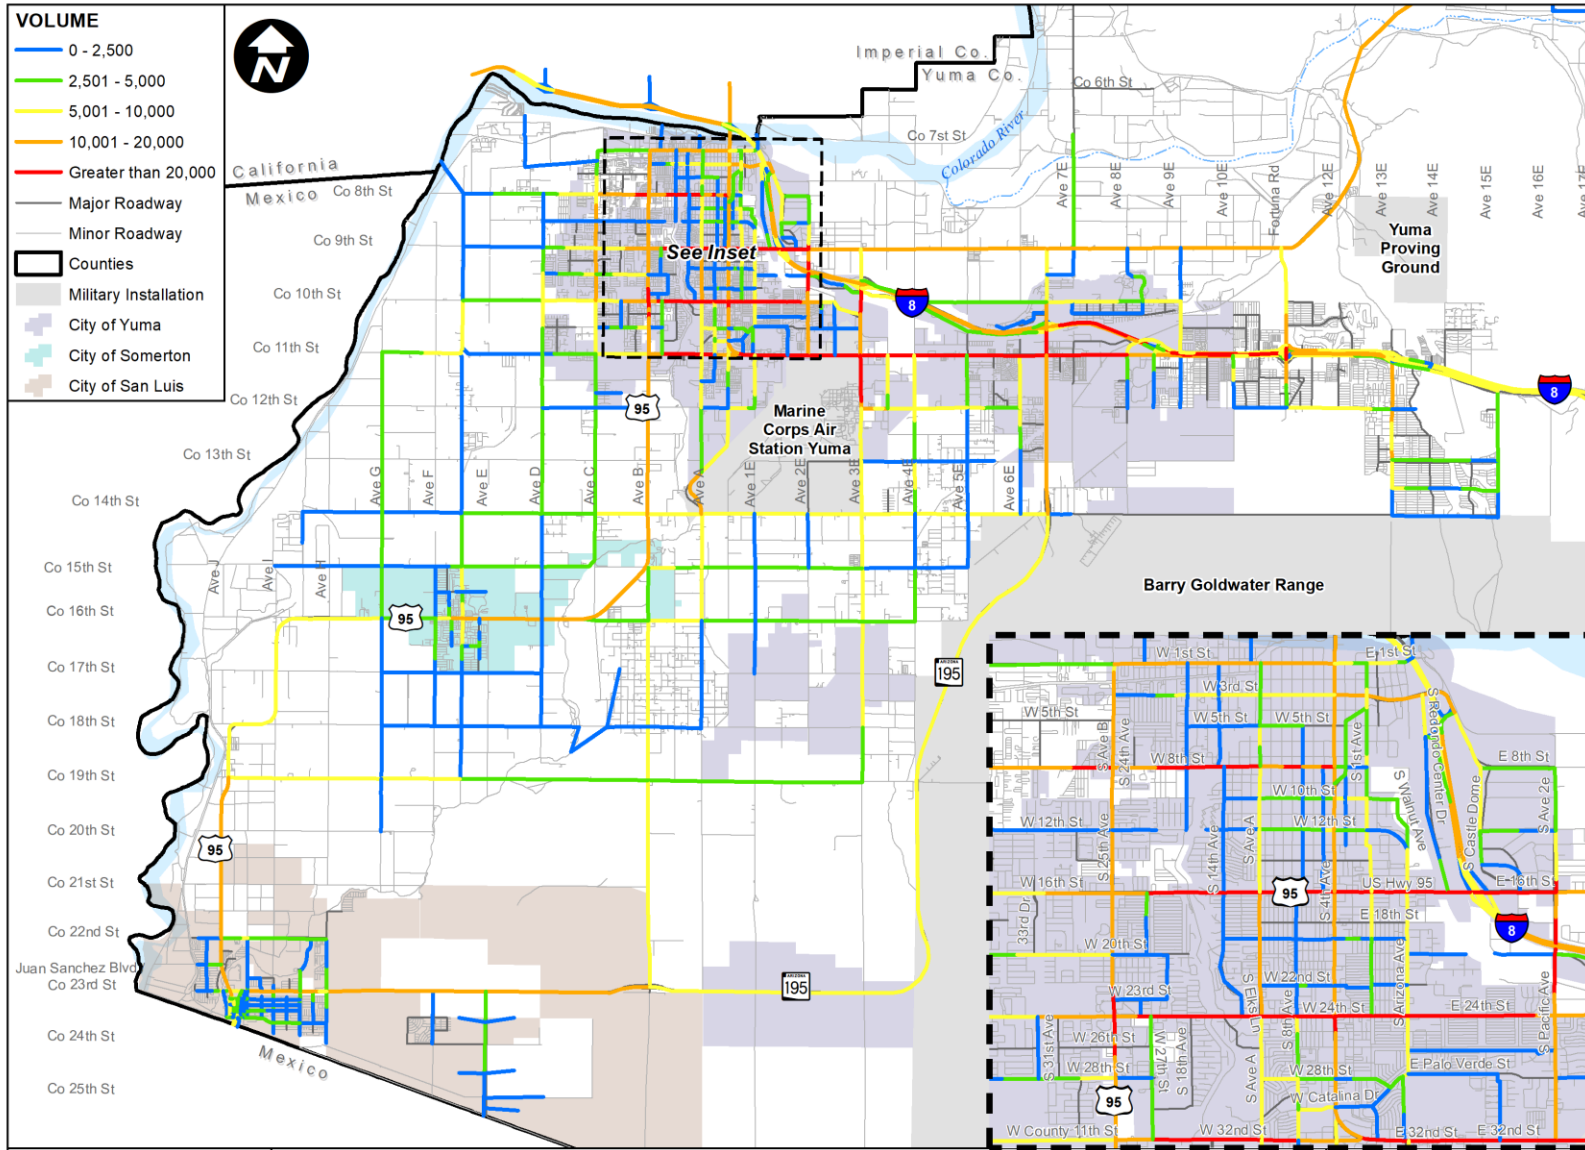 VOLUME
0 - 2,500
2,501 - 5,000
5,001 - 10,000
10,001 - 20,000
Greater than 20,000
Major Roadway
Minor Roadway
Counties
Military Installation
City of Yuma
City of Somerton
City of San Luis
N
Imperial Co.
Yuma Co.
California
Mexico
Colorado River
Co 6th St
Co 7st St
Co 8th St
Co 9th St
Co 10th St
Co 11th St
Co 12th St
Co 13th St
Co 14th St
Co 15th St
Co 16th St
Co 17th St
Co 18th St
Co 19th St
Co 20th St
Co 21st St
Co 22nd St
Juan Sanchez Blvd
Co 23rd St
Co 24th St
Co 25th St
Mexico
See Inset
Ave 7E
Ave 8E
Ave 9E
Ave 10E
Fortuna Rd
Ave 12E
Ave 13E
Ave 14E
Ave 15E
Ave 16E
Ave 17E
Yuma
Proving
Ground
8
8
95
Marine
Corps Air
Station Yuma
Ave J
Ave I
Ave H
Ave G
Ave F
Ave E
Ave D
Ave C
Ave B
Ave A
Ave 1E
Ave 2E
Ave 3E
Ave 4E
Ave 5E
Ave 6E
Barry Goldwater Range
95
95
ARIZONA
195
ARIZONA
195
W 1st St
E 1st St
W 3rd St
W 5th St
W 5th St
W 5th St
W 8th St
E 8th St
W 10th St
W 12th St
W 12th St
W 16th St
US Hwy 95
E 16th St
95
E 18th St
8
W 20th St
W 22nd St
W 23rd St
W 24th St
E 24th St
W 26th St
W 28th St
W 28th St
E Palo Verde St
W Catalina Dr
95
W County 11th St
W 32nd St
E 32nd St
E 32nd St
S Ave B
S 24th Ave
S 25th Ave
33rd Dr
S 31st Ave
W 27th St
S 18th Ave
S 14th Ave
S Ave A
S Elks Ln
S Ave A
S 8th Ave
S 4th Ave
S 1st Ave
S Walnut Ave
S Arizona Ave
S Redondo Center Dr
S Castle Dome
S Ave 2e
S Pacific Ave